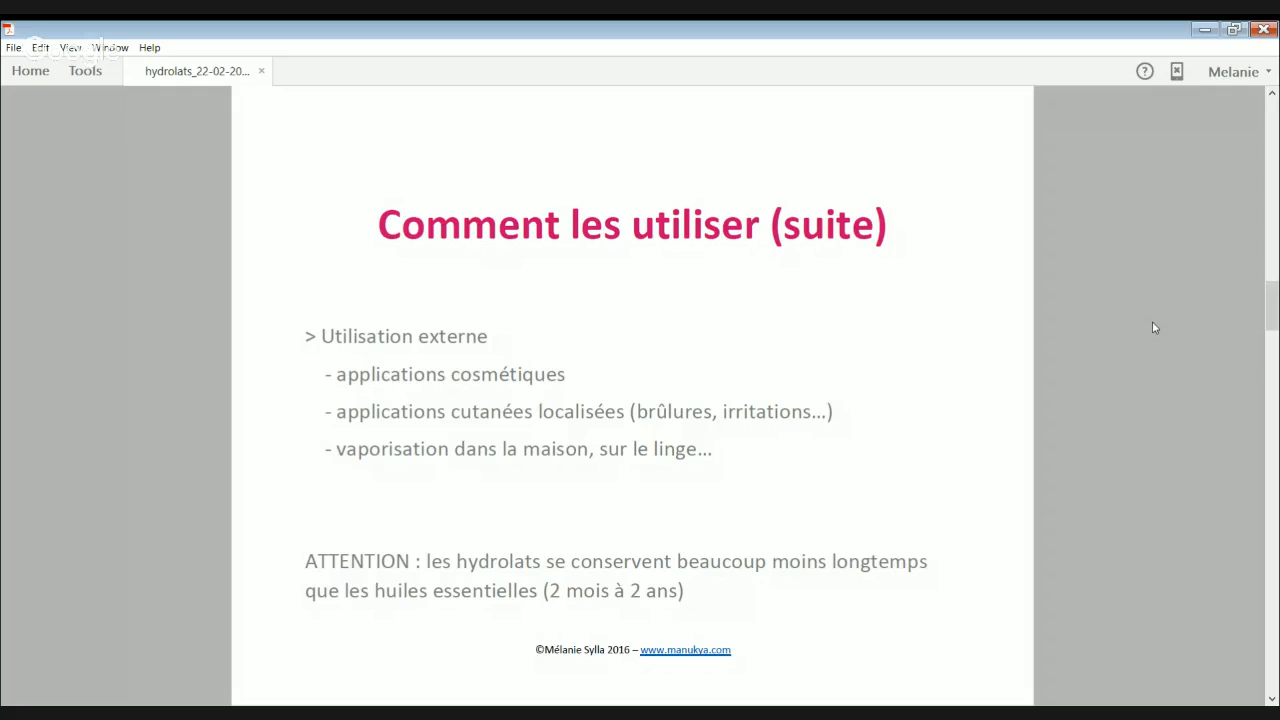 Google
File Edit View Window Help
Home Tools hydrolats_22-02-20... × ? Melanie
Comment les utiliser (suite)
> Utilisation externe
- applications cosmétiques
- applications cutanées localisées (brûlures, irritations…)
- vaporisation dans la maison, sur le linge…
ATTENTION : les hydrolats se conservent beaucoup moins longtemps
que les huiles essentielles (2 mois à 2 ans)
©Mélanie Sylla 2016 – www.manukya.com